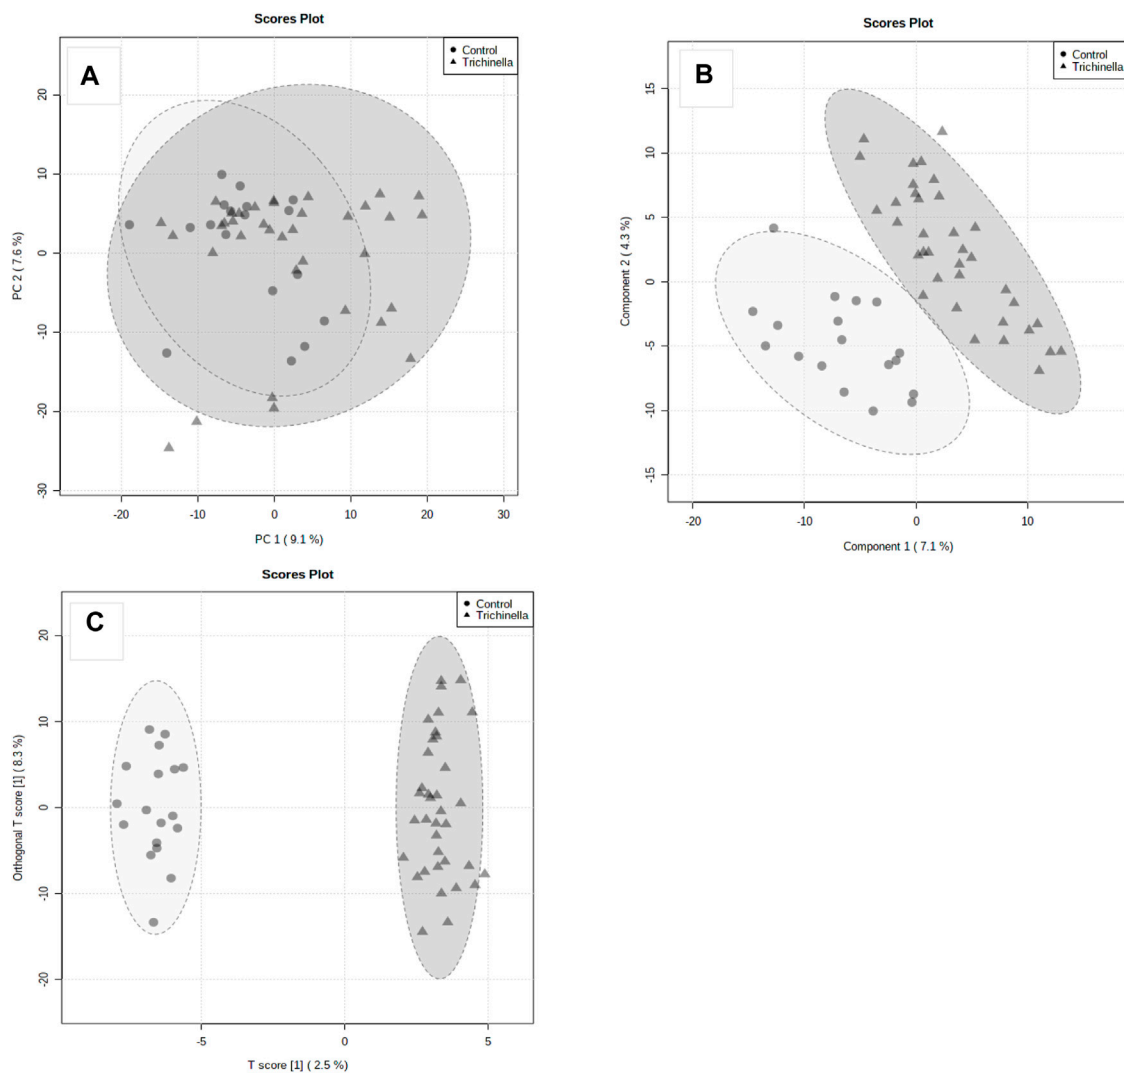 Scores Plot
A
Control
Trichinella
20
10
0
-10
-20
-30
PC 2 ( 7.6 %)
-20
-10
0
10
20
30
PC 1 ( 9.1 %)
Scores Plot
B
Control
Trichinella
15
10
5
0
-5
-10
-15
Component 2 ( 4.3 %)
-20
-10
0
10
Component 1 ( 7.1 %)
Scores Plot
C
Control
Trichinella
20
10
0
-10
-20
Orthogonal T score [1] ( 8.3 %)
-5
0
5
T score [1] ( 2.5 %)